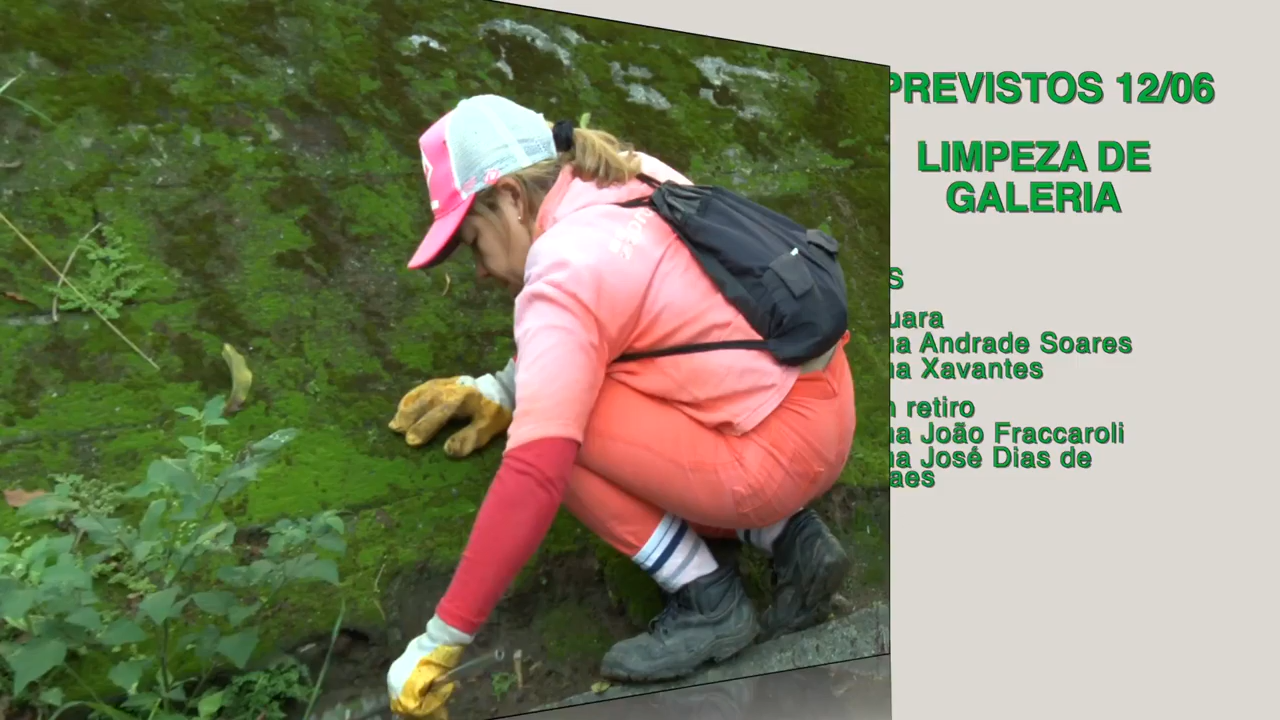 PREVISTOS 12/06
LIMPEZA DE
GALERIA
S
uara
na Andrade Soares
na Xavantes
retiro
na João Fraccaroli
na José Dias de
aes